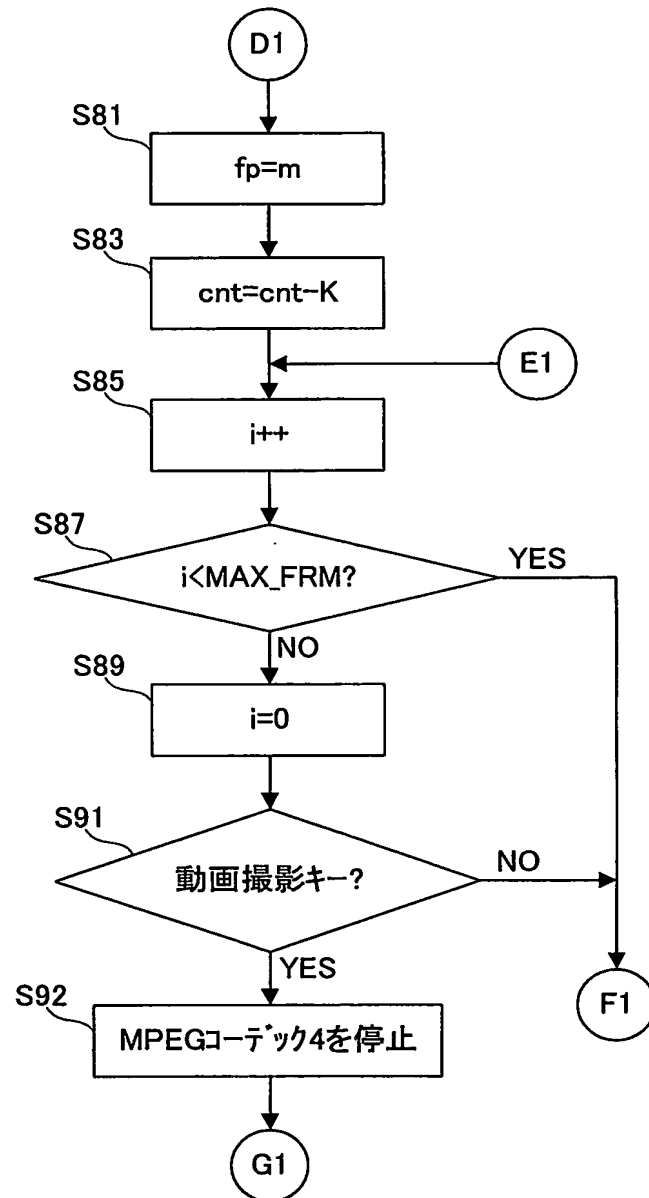 D1
S81
fp=m
S83
cnt=cnt-K
E1
S85
i++
S87
i<MAX_FRM?
YES
NO
S89
i=0
S91
動画撮影キー?
NO
YES
F1
S92
MPEGコーデック4を停止
G1